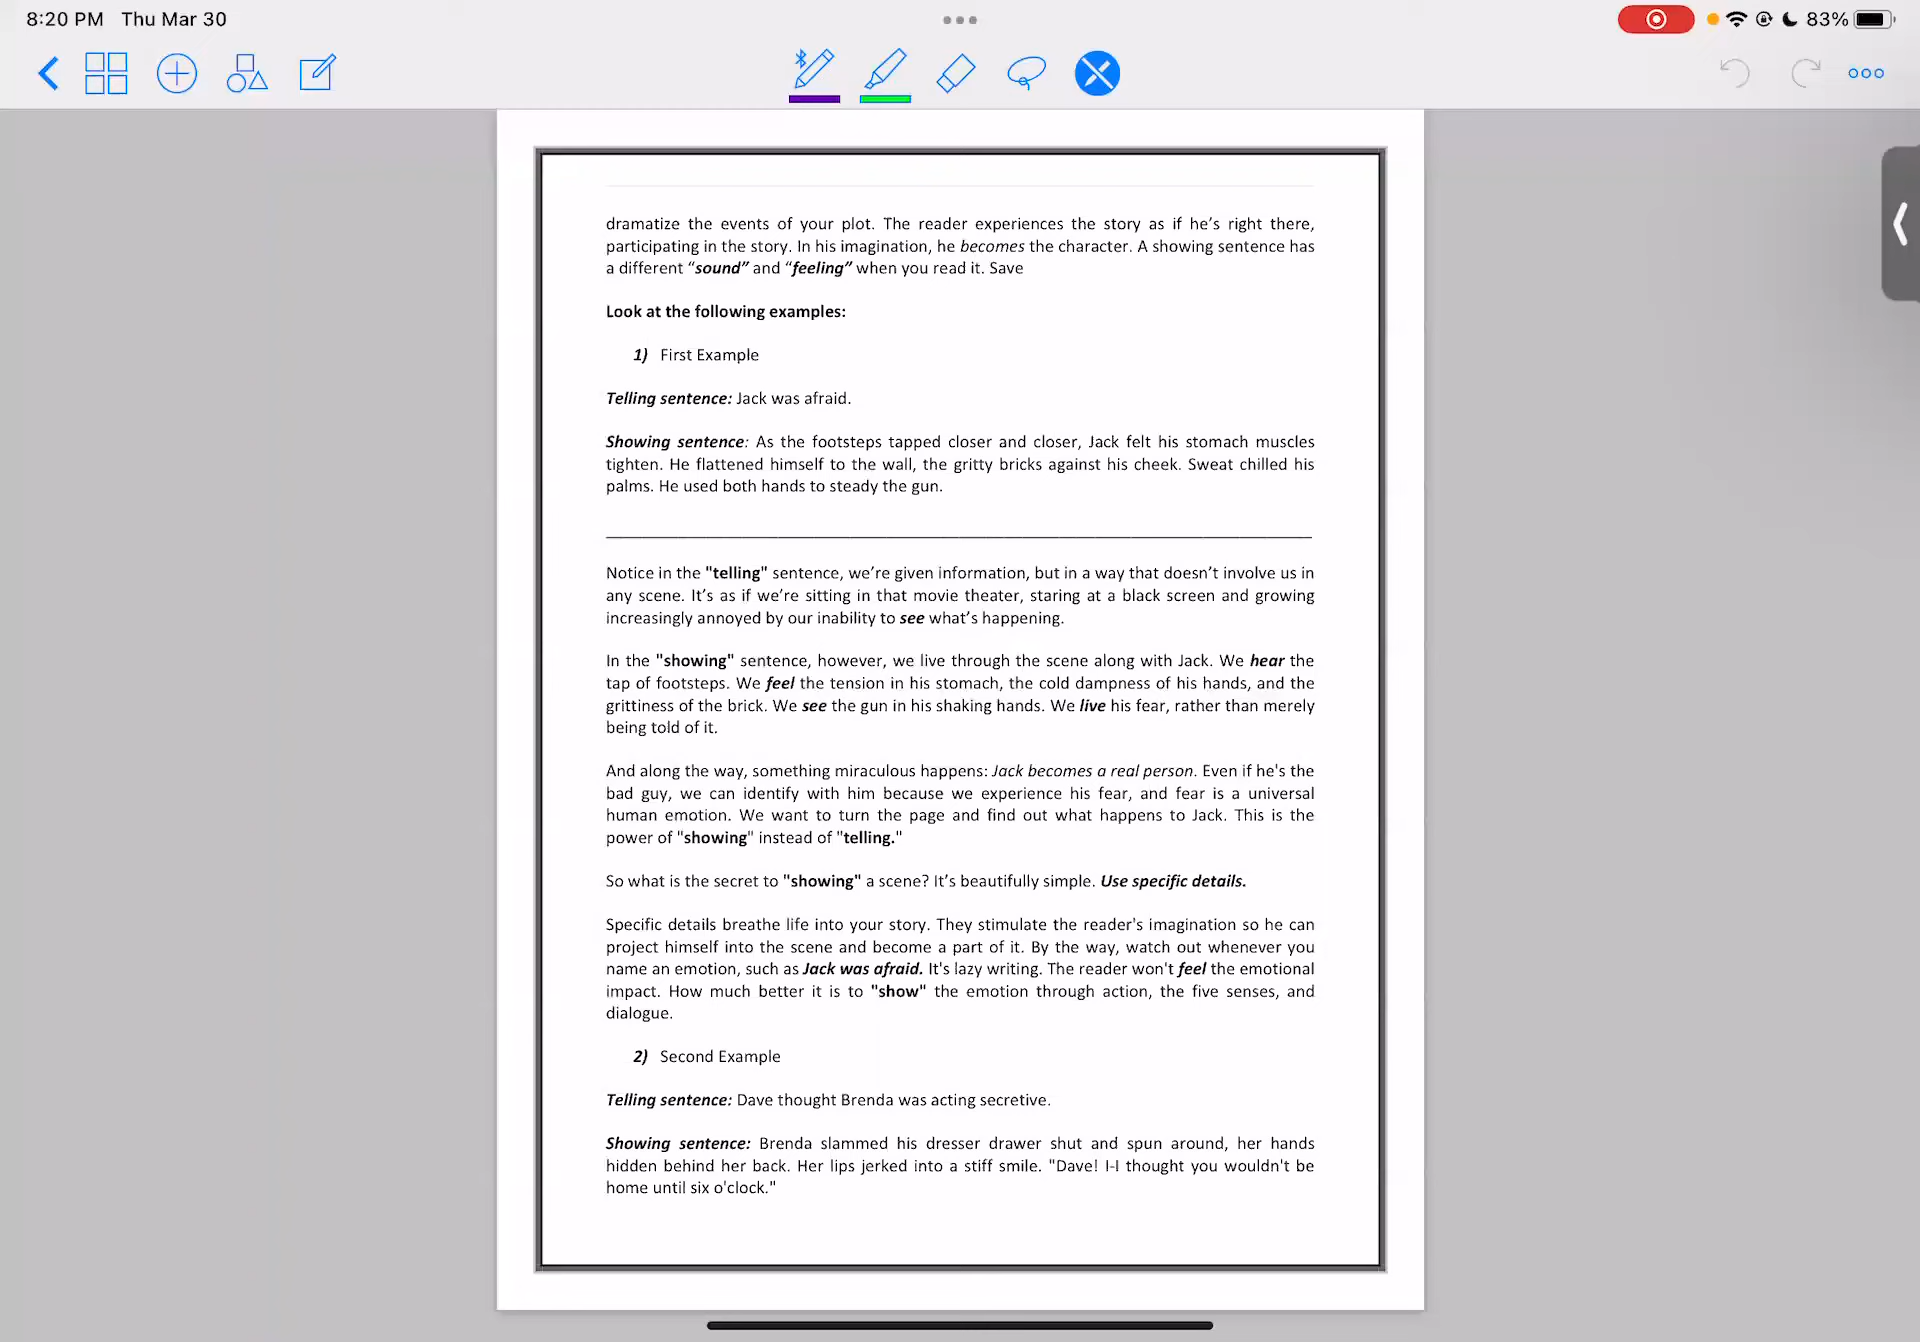 8:20 PM Thu Mar 30
83%
dramatize the events of your plot. The reader experiences the story as if he’s right there,
participating in the story. In his imagination, he becomes the character. A showing sentence has
a different “sound” and “feeling” when you read it. Save
Look at the following examples:
1) First Example
Telling sentence: Jack was afraid.
Showing sentence: As the footsteps tapped closer and closer, Jack felt his stomach muscles
tighten. He flattened himself to the wall, the gritty bricks against his cheek. Sweat chilled his
palms. He used both hands to steady the gun.
Notice in the "telling" sentence, we’re given information, but in a way that doesn’t involve us in
any scene. It’s as if we’re sitting in that movie theater, staring at a black screen and growing
increasingly annoyed by our inability to see what’s happening.
In the "showing" sentence, however, we live through the scene along with Jack. We hear the
tap of footsteps. We feel the tension in his stomach, the cold dampness of his hands, and the
grittiness of the brick. We see the gun in his shaking hands. We live his fear, rather than merely
being told of it.
And along the way, something miraculous happens: Jack becomes a real person. Even if he's the
bad guy, we can identify with him because we experience his fear, and fear is a universal
human emotion. We want to turn the page and find out what happens to Jack. This is the
power of "showing" instead of "telling."
So what is the secret to "showing" a scene? It’s beautifully simple. Use specific details.
Specific details breathe life into your story. They stimulate the reader's imagination so he can
project himself into the scene and become a part of it. By the way, watch out whenever you
name an emotion, such as Jack was afraid. It's lazy writing. The reader won't feel the emotional
impact. How much better it is to "show" the emotion through action, the five senses, and
dialogue.
2) Second Example
Telling sentence: Dave thought Brenda was acting secretive.
Showing sentence: Brenda slammed his dresser drawer shut and spun around, her hands
hidden behind her back. Her lips jerked into a stiff smile. "Dave! I-I thought you wouldn't be
home until six o'clock."